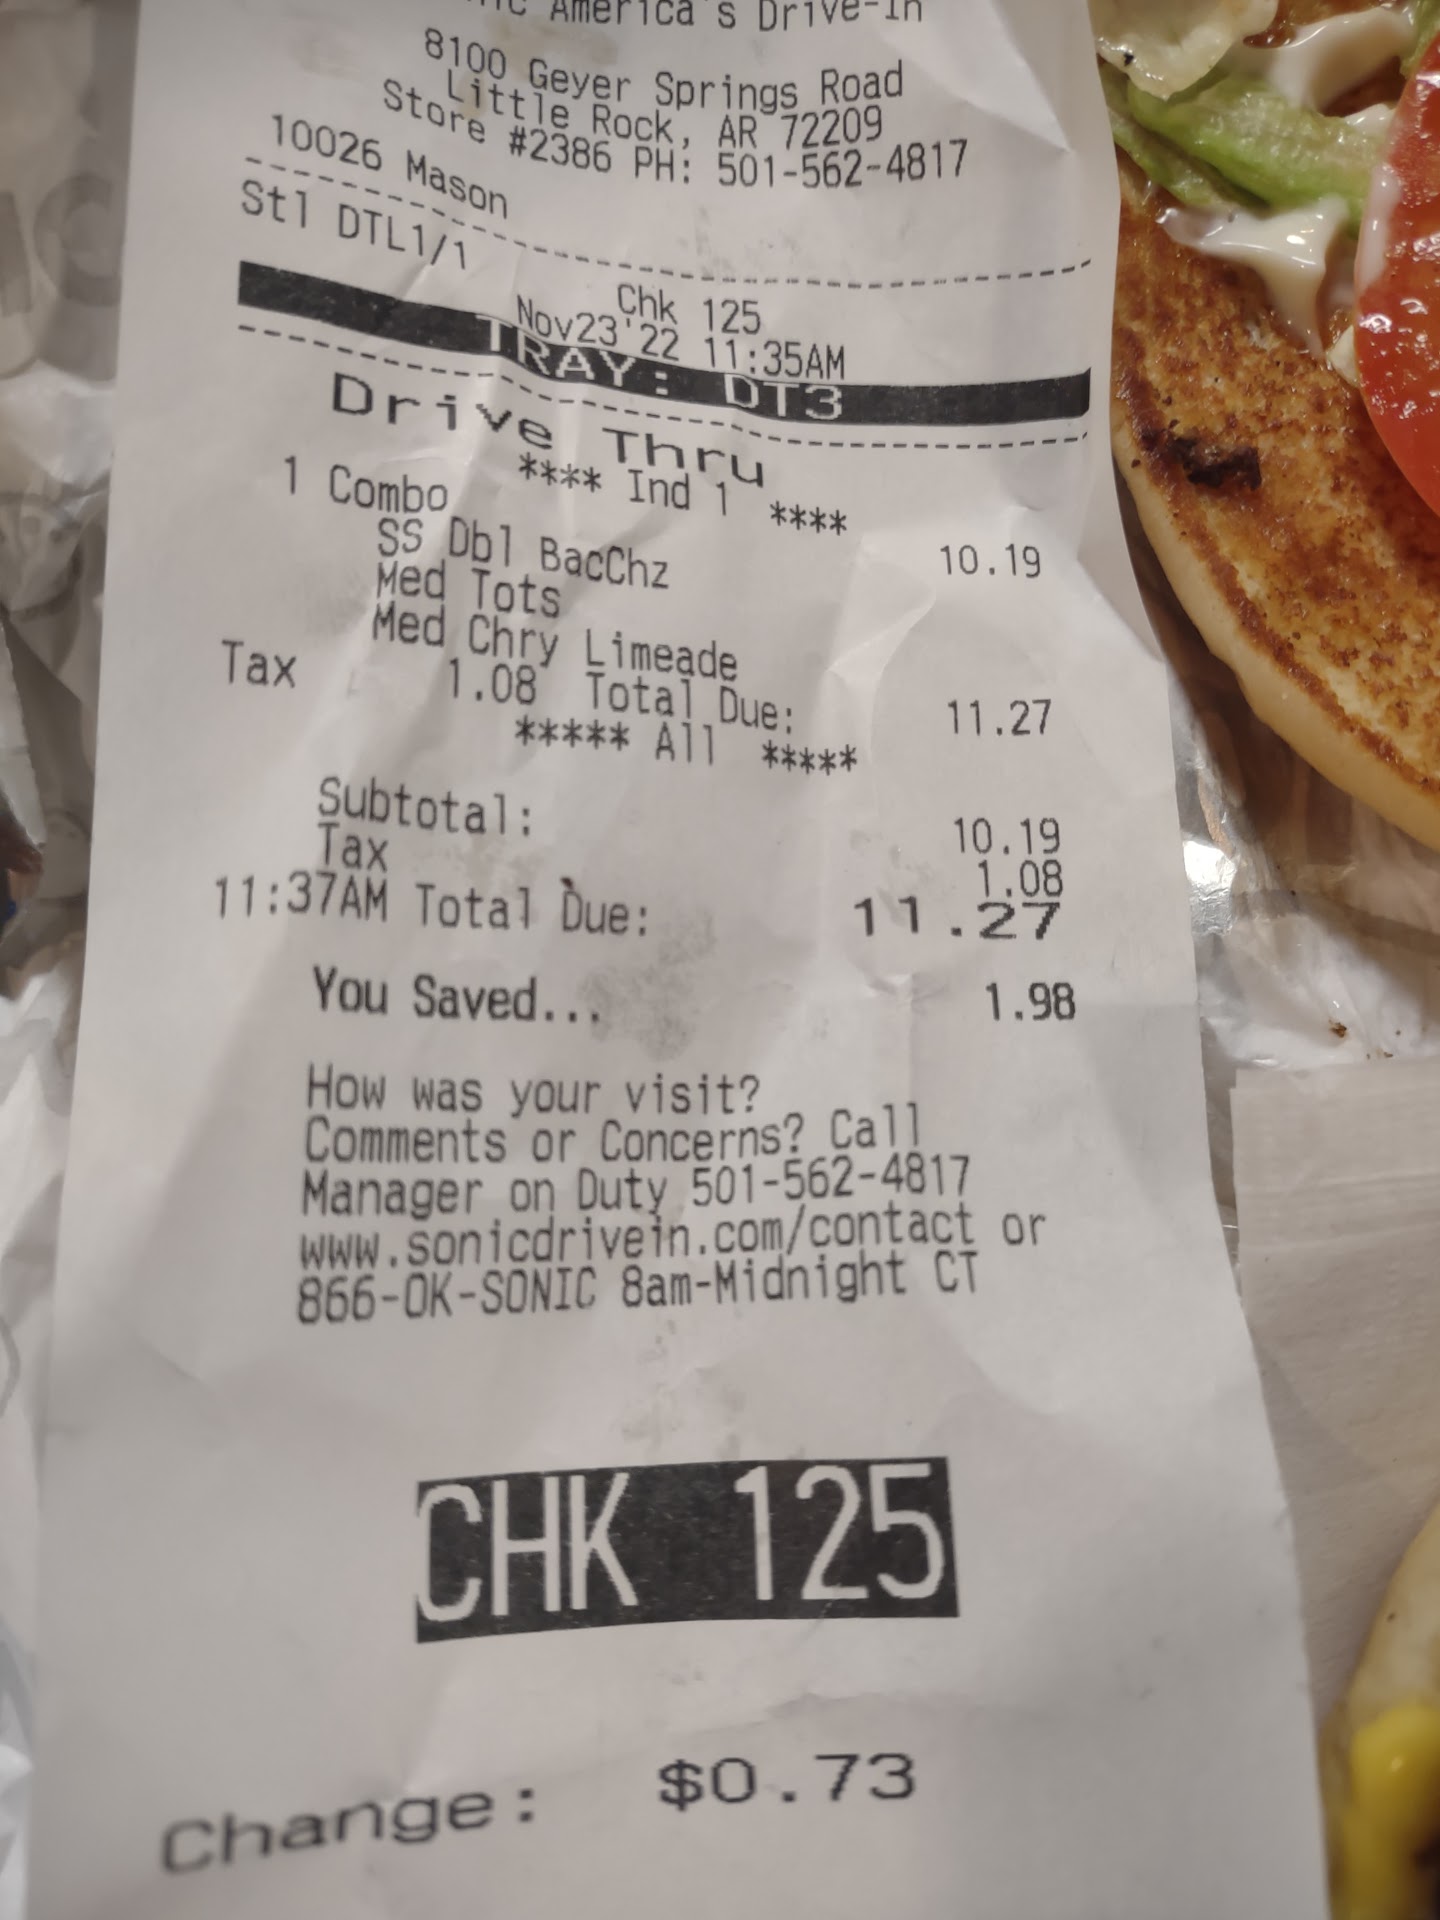 America's Drive-In
8100 Geyer Springs Road
Little Rock, AR 72209
Store #2386 PH: 501-562-4817
10026 Mason
Stl DTL1/1
Chk 125
Nov23'22 11:35AM
TRAY: DT3
Drive Thru
**** Ind 1 ****
1 Combo 10.19
SS Dbl BacChz
Med Tots
Med Chry Limeade
Tax 1.08 Total Due: 11.27
***** All *****
Subtotal: 10.19
Tax 1.08
11:37AM Total Due: 11.27
You Saved... 1.98
How was your visit?
Comments or Concerns? Call
Manager on Duty 501-562-4817
www.sonicdrivein.com/contact or
866-OK-SONIC 8am-Midnight CT
CHK 125
Change: $0.73